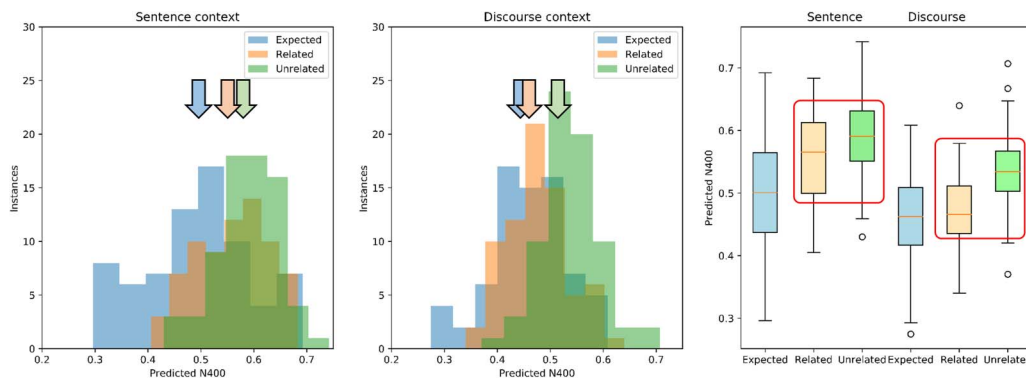 Sentence context
Expected
Related
Unrelated
30
25
20
15
10
5
0
Instances
0.2 0.3 0.4 0.5 0.6 0.7
Predicted N400
Discourse context
Expected
Related
Unrelated
30
25
20
15
10
5
0
Instances
0.2 0.3 0.4 0.5 0.6 0.7
Predicted N400
Sentence Discourse
0.7
0.6
0.5
0.4
0.3
Predicted N400
Expected Related Unrelated Expected Related Unrelate